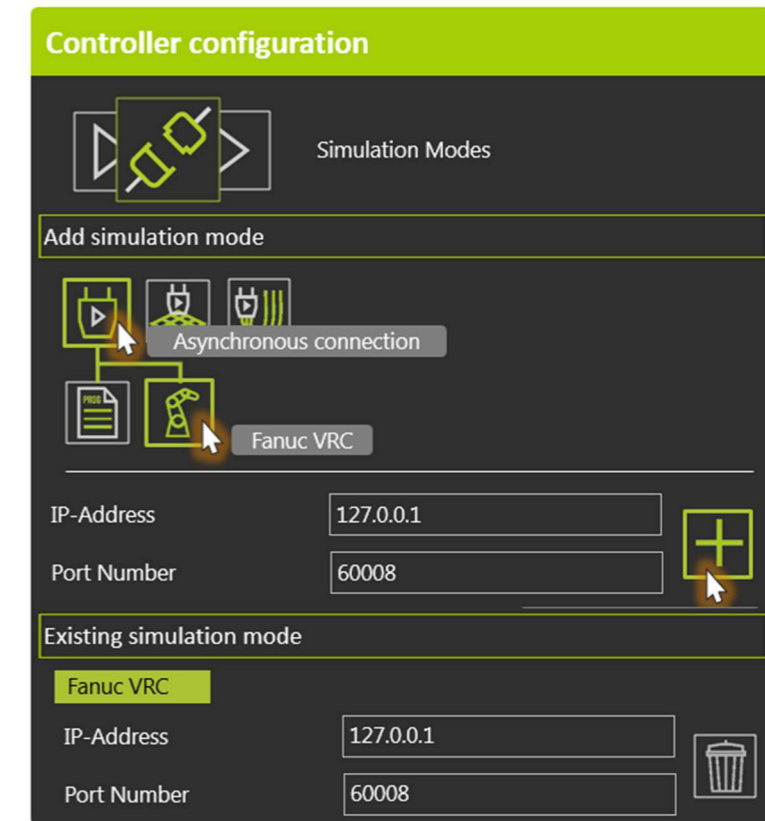 Controller configuration
Simulation Modes
Add simulation mode
Asynchronous connection
PROG
Fanuc VRC
IP-Address 127.0.0.1
Port Number 60008
Existing simulation mode
Fanuc VRC
IP-Address 127.0.0.1
Port Number 60008